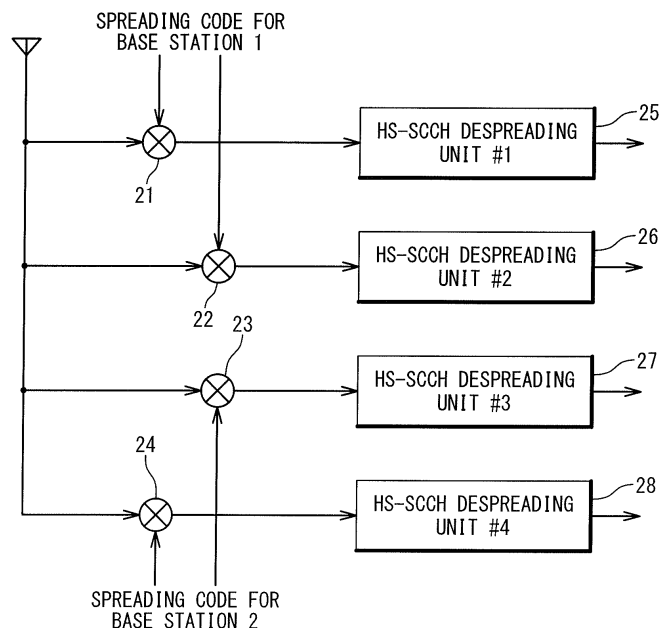 SPREADING CODE FOR
BASE STATION 1
21
HS-SCCH DESPREADING
UNIT #1
25
22
HS-SCCH DESPREADING
UNIT #2
26
23
HS-SCCH DESPREADING
UNIT #3
27
24
HS-SCCH DESPREADING
UNIT #4
28
SPREADING CODE FOR
BASE STATION 2